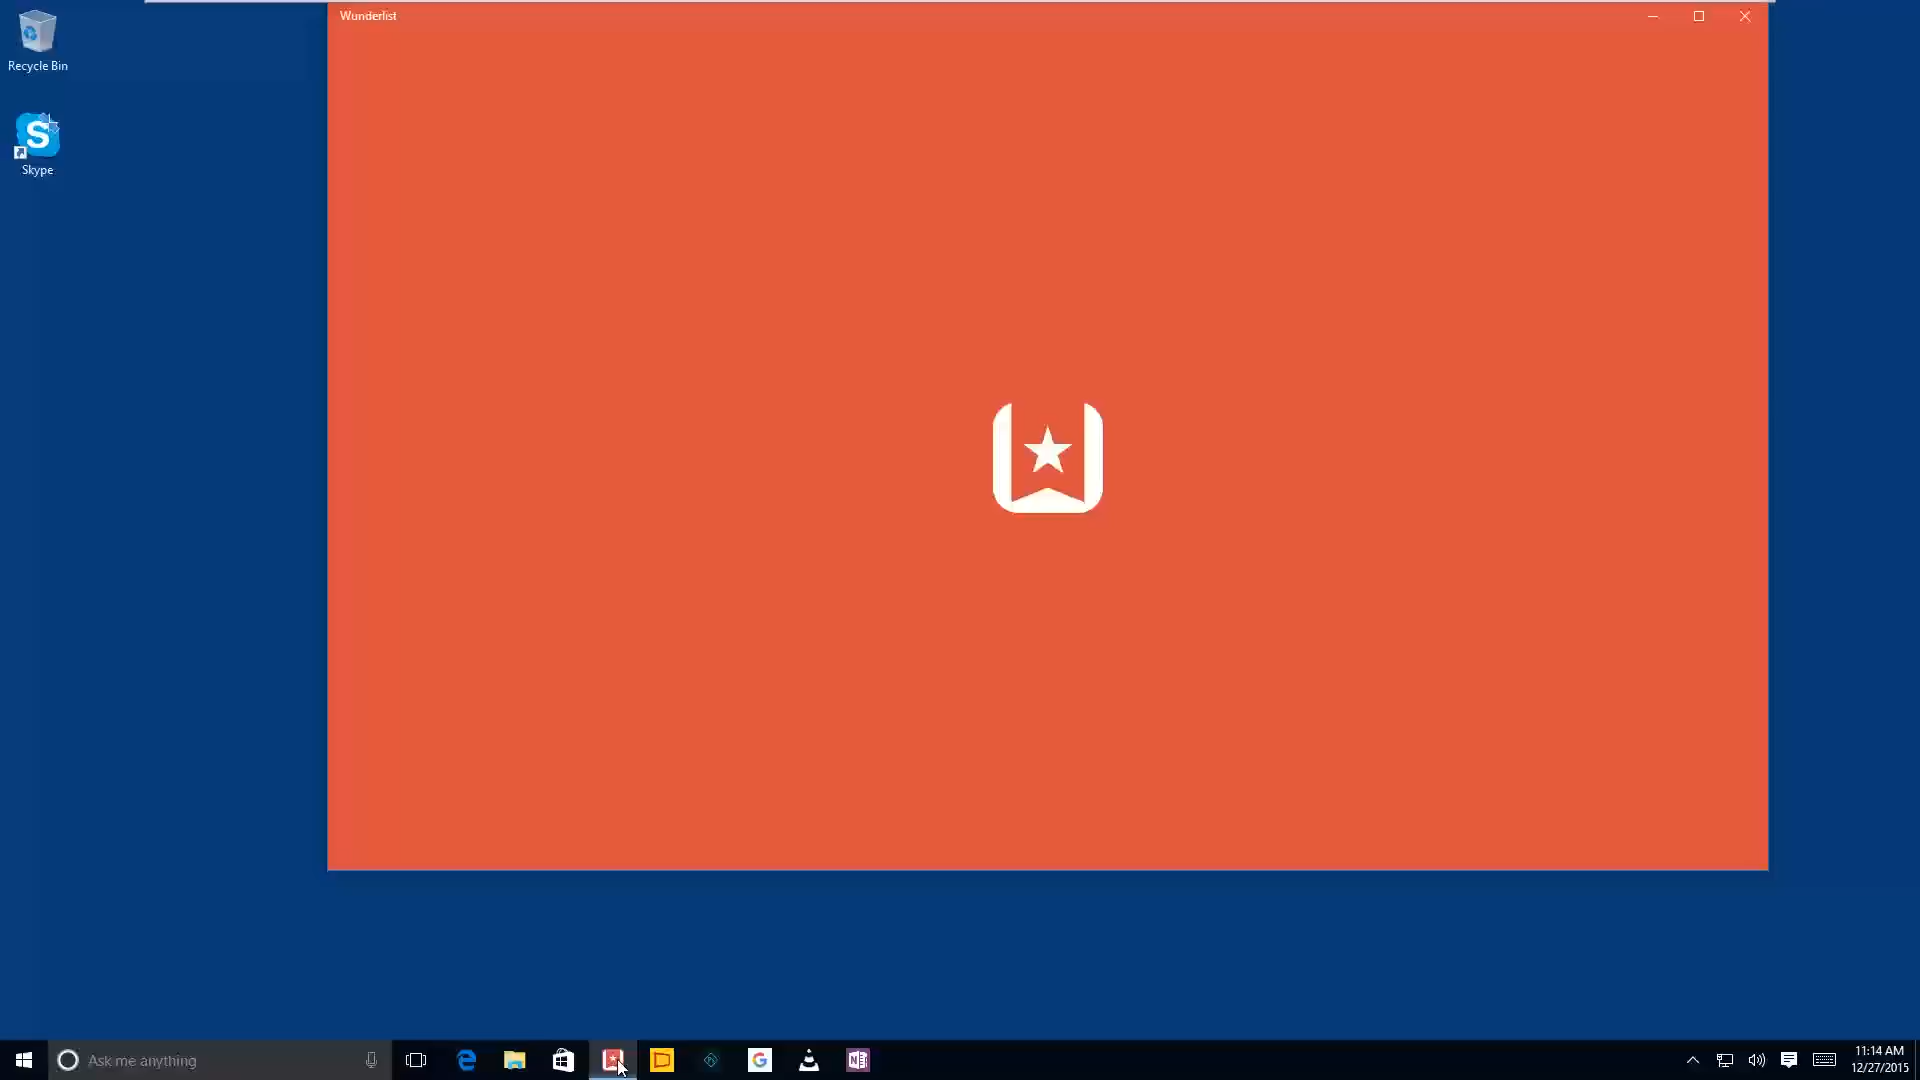 Wunderlist
Recycle Bin
S
Skype
Ask me anything
G
N
11:14 AM
12/27/2015